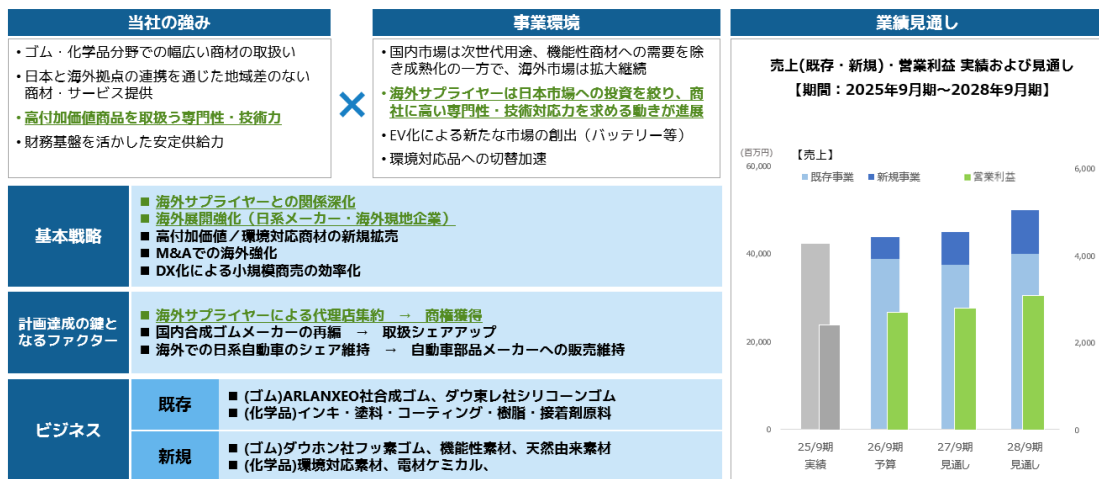 当社の強み
・ゴム・化学品分野での幅広い商材の取扱い
・日本と海外拠点の連携を通じた地域差のない
商材・サービス提供
・高付加価値商品を取扱う専門性・技術力
・財務基盤を活かした安定供給力
×
事業環境
・国内市場は次世代用途、機能性商材への需要を除
き成熟化の一方で、海外市場は拡大継続
・海外サプライヤーは日本市場への投資を絞り、商
社に高い専門性・技術対応力を求める動きが進展
・EV化による新たな市場の創出（バッテリー等）
・環境対応品への切替加速
基本戦略
■ 海外サプライヤーとの関係深化
■ 海外展開強化（日系メーカー・海外現地企業）
■ 高付加価値／環境対応商材の新規拡売
■ M&Aでの海外強化
■ DX化による小規模商売の効率化
計画達成の鍵と
なるファクター
■ 海外サプライヤーによる代理店集約　→　商権獲得
■ 国内合成ゴムメーカーの再編　→　取扱シェアアップ
■ 海外での日系自動車のシェア維持　→　自動車部品メーカーへの販売維持
ビジネス
既存
■ (ゴム)ARLANXEO社合成ゴム、ダウ東レ社シリコーンゴム
■ (化学品)インキ・塗料・コーティング・樹脂・接着剤原料
新規
■ (ゴム)ダウホン社フッ素ゴム、機能性素材、天然由来素材
■ (化学品)環境対応素材、電材ケミカル、
業績見通し
売上(既存・新規)・営業利益 実績および見通し
【期間：2025年9月期～2028年9月期】
(百万円)
【売上】
既存事業 新規事業 営業利益
60,000
40,000
20,000
0
6,000
4,000
2,000
0
25/9期
実績
26/9期
予算
27/9期
見通し
28/9期
見通し